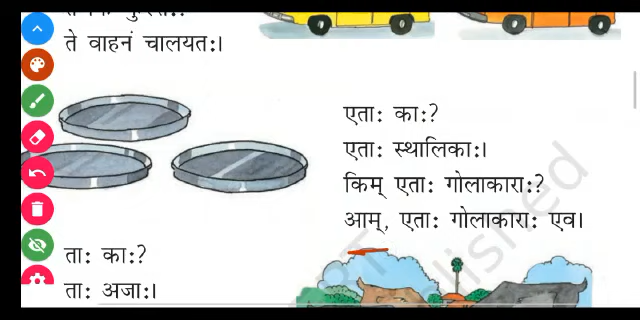 ते वाहनं चालयतः।
एताः काः?
एताः स्थालिकाः।
किम् एताः गोलाकाराः?
आम्, एताः गोलाकाराः एव।
ताः काः?
ताः अजाः।